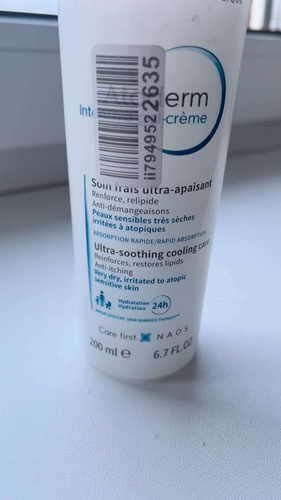 At
erm
Inte
-crème
ii7949522635
Soin frais ultra-apaisant
Renforce, relipide
Anti-démangeaisons
Peaux sensibles très sèches
irritées à atopiques
ABSORPTION RAPIDE/RAPID ABSORPTION
Ultra-soothing cooling care
Reinforces, restores lipids
Anti-itching
Very dry, irritated to atopic
sensitive skin
Hydratation
Hydration
24h
Care first NAOS
200 ml e 6.7 FL.OZ.